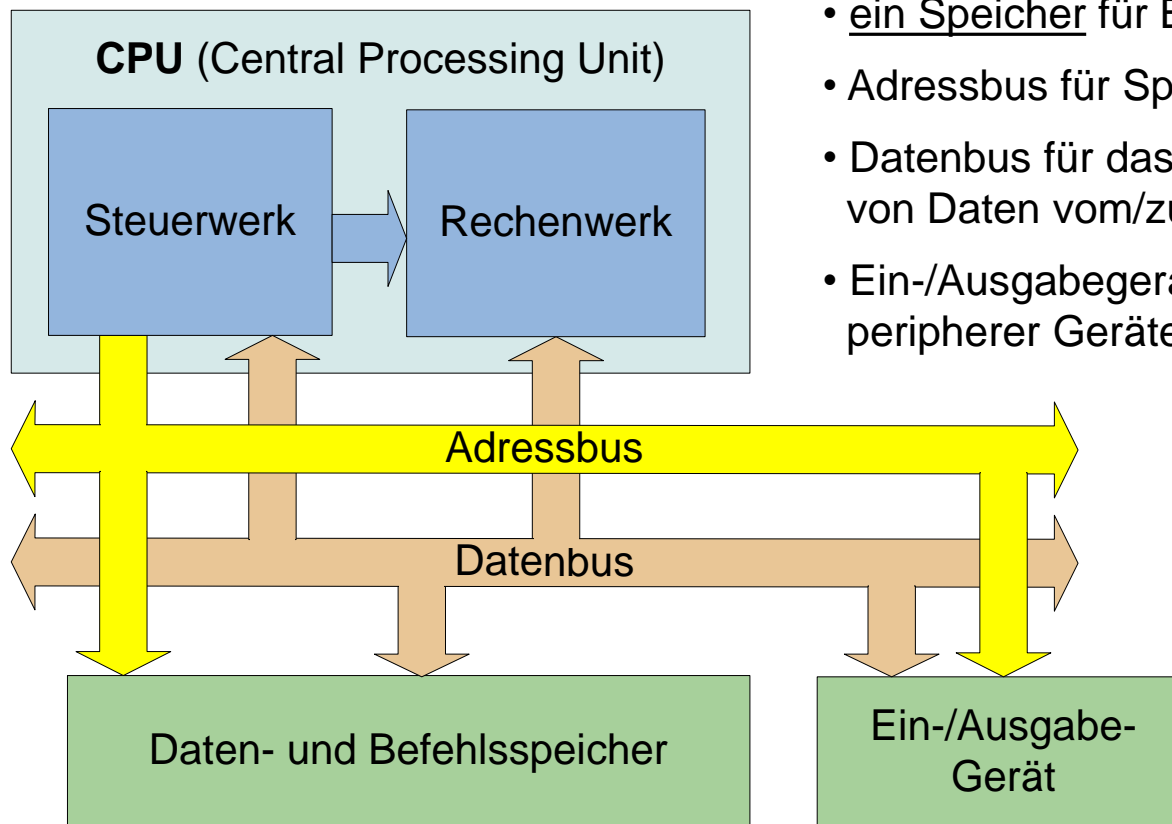 CPU (Central Processing Unit)
Steuerwerk
Rechenwerk
Adressbus
Datenbus
Daten- und Befehlsspeicher
Ein-/Ausgabe-
Gerät
• ein Speicher für
• Adressbus für
• Datenbus für das
von Daten
• 
peripherer Geräte